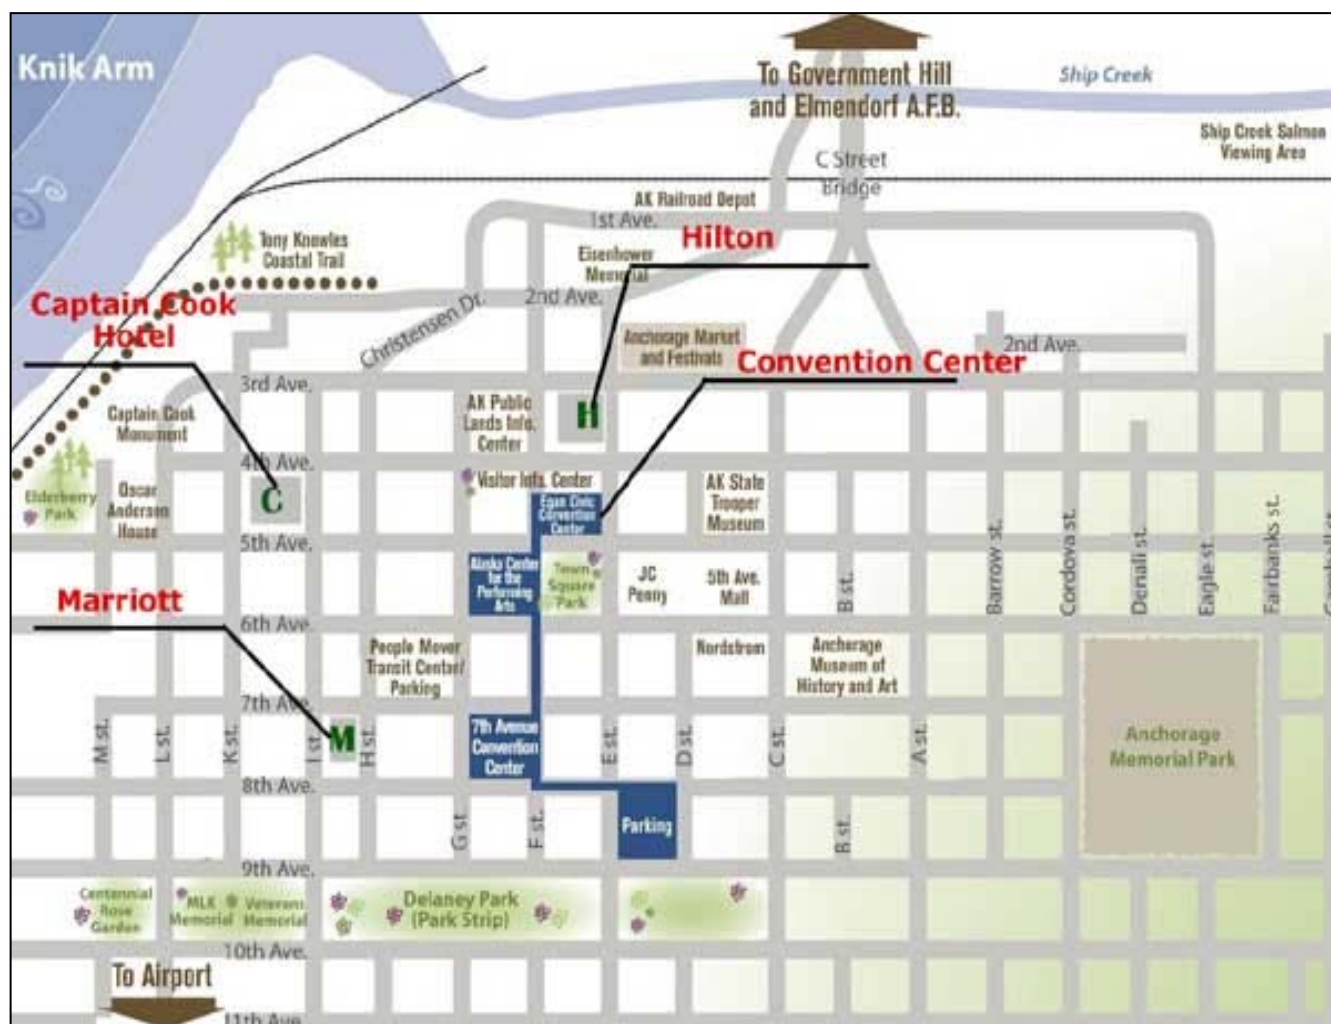 Knik Arm
To Government Hill
and Elmendorf A.F.B.
Ship Creek
Ship Creek Salmon
Viewing Area
C Street
Bridge
AK Railroad Depot
1st Ave.
Hilton
Tony Knowles
Coastal Trail
Eisenhower
Memorial
2nd Ave.
Captain Cook
Hotel
Christensen Dr.
Anchorage Market
and Festivals
2nd Ave.
Convention Center
3rd Ave.
Captain Cook
Monument
AK Public
Lands Info.
Center
H
4th Ave.
Elderberry
Park
Oscar
Anderson
House
C
Visitor Info. Center
Egan Civic
Convention
Center
AK State
Trooper
Museum
5th Ave.
Alaska Center
for the
Performing
Arts
Town
Square
Park
JC
Penny
5th Ave.
Mall
B st.
Barrow st.
Cordova st.
Denali st.
Eagle st.
Fairbanks st.
Marriott
6th Ave.
People Mover
Transit Center/
Parking
Nordstrom
Anchorage
Museum of
History and Art
7th Ave.
M st.
L st.
K st.
I st.
M
H st.
7th Avenue
Convention
Center
E st.
D st.
C st.
A st.
Anchorage
Memorial Park
8th Ave.
G st.
F st.
Parking
B st.
9th Ave.
Centennial
Rose
Garden
MLK
Memorial
Veterans
Memorial
Delaney Park
(Park Strip)
10th Ave.
To Airport
11th Ave.